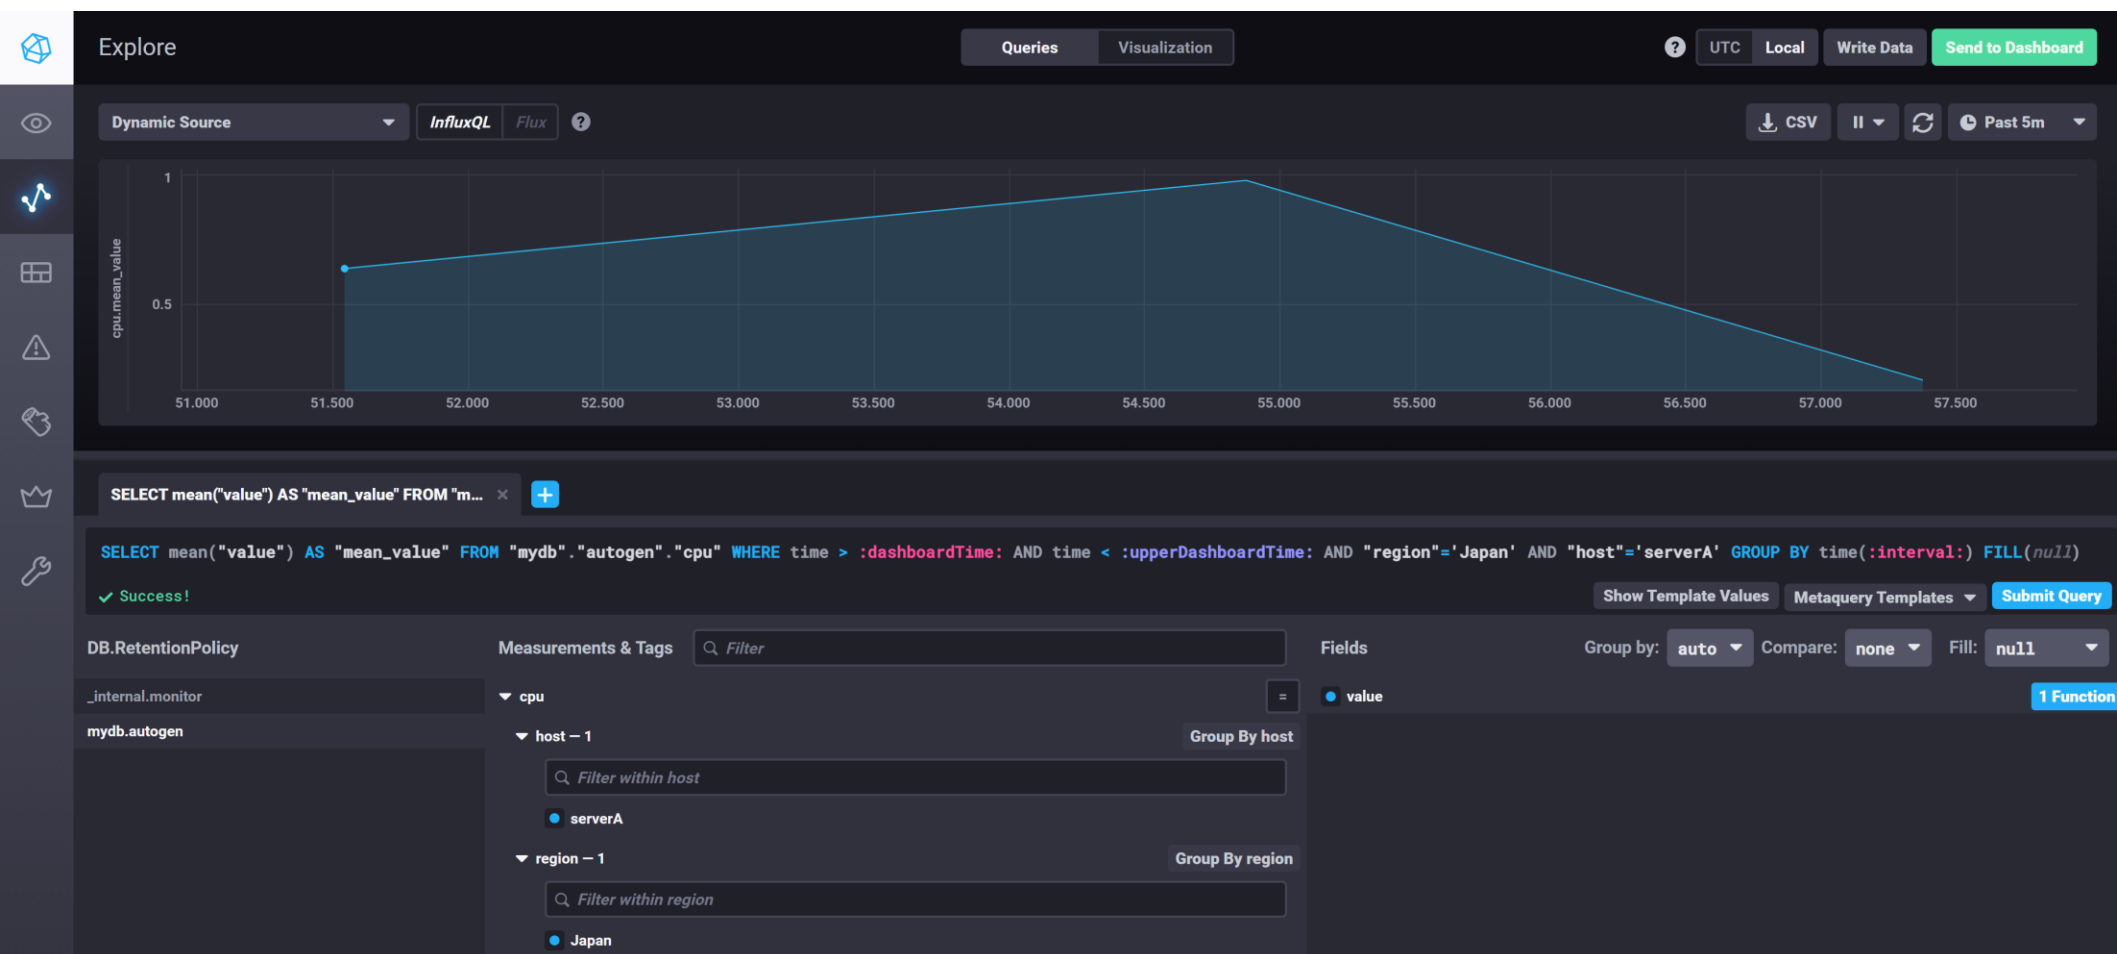 Explore
Queries
Visualization
?
UTC
Local
Write Data
Send to Dashboard
Dynamic Source
InfluxQL
Flux
?
CSV
Past 5m
cpu.mean_value
1
0.5
51.000 51.500 52.000 52.500 53.000 53.500 54.000 54.500 55.000 55.500 56.000 56.500 57.000 57.500
SELECT mean("value") AS "mean_value" FROM "m...
SELECT mean("value") AS "mean_value" FROM "mydb"."autogen"."cpu" WHERE time > :dashboardTime: AND time < :upperDashboardTime: AND "region"='Japan' AND "host"='serverA' GROUP BY time(:interval:) FILL(null)
Success!
Show Template Values
Metaquery Templates
Submit Query
DB.RetentionPolicy
Measurements & Tags
Filter
Fields
Group by: auto
Compare: none
Fill: null
_internal.monitor
cpu
=
value
1 Function
mydb.autogen
host — 1
Group By host
Filter within host
serverA
region — 1
Group By region
Filter within region
Japan